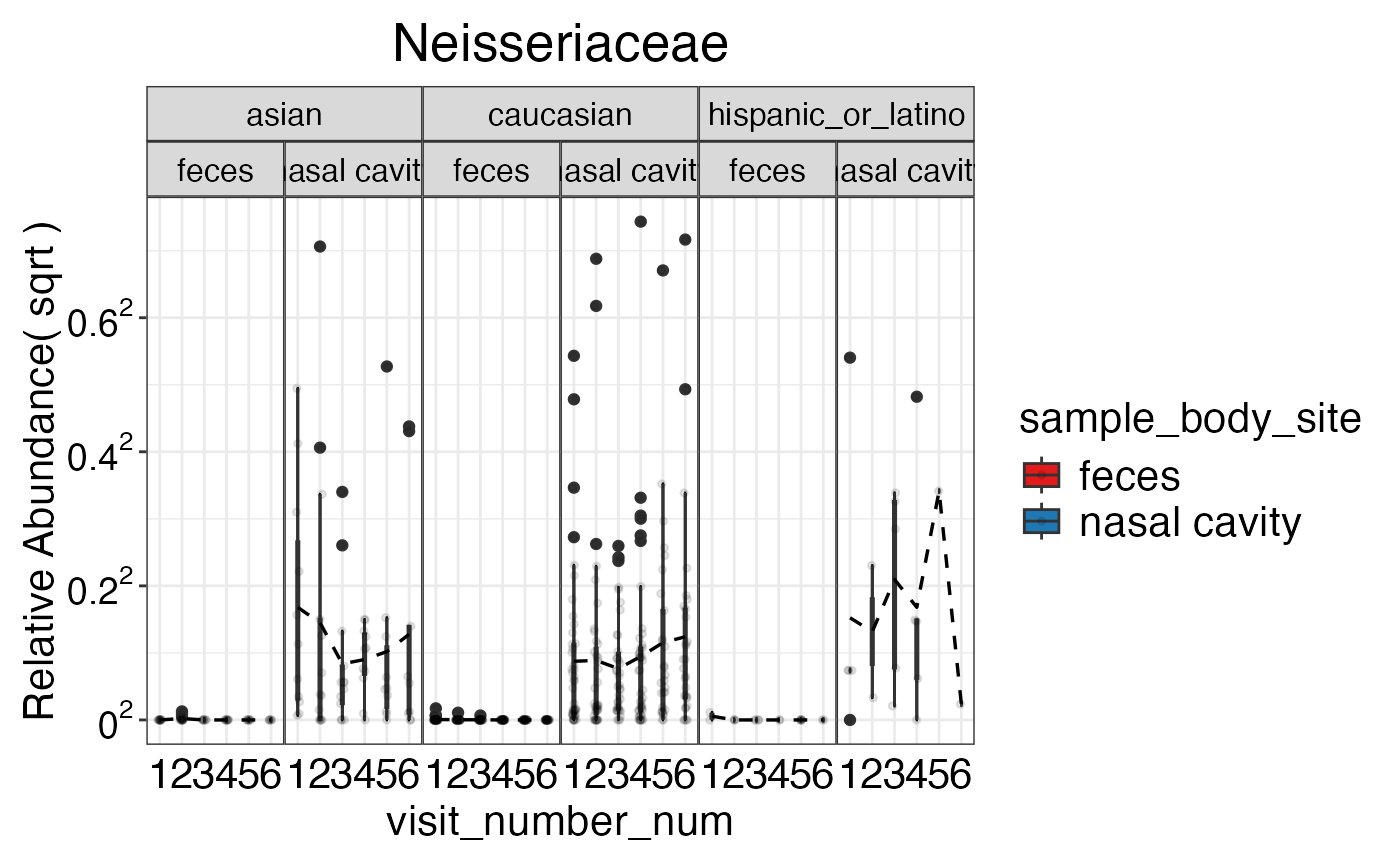 Neisseriaceae
asian caucasian hispanic_or_latino
feces asal cavit feces asal cavit feces asal cavit
Relative Abundance( sqrt )
0.6²
0.4²
0.2²
0²
123456 123456 123456 123456 123456 123456
visit_number_num
sample_body_site
feces
nasal cavity